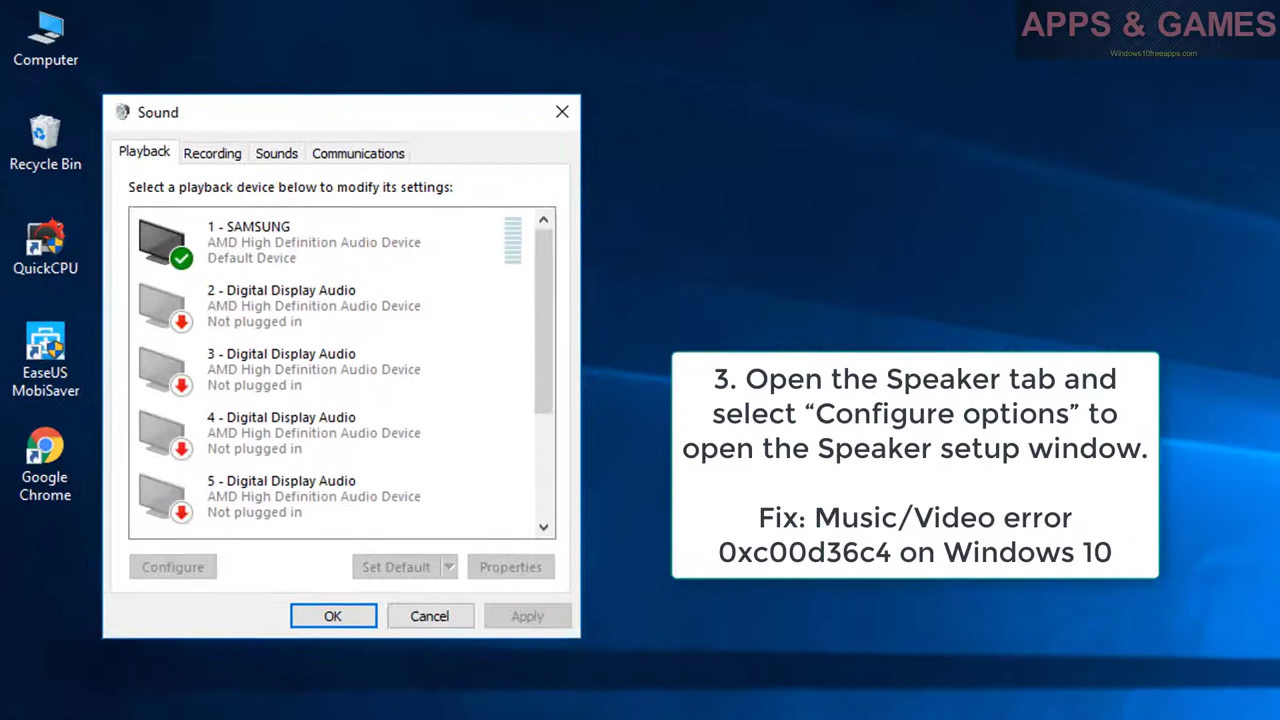 APPS & GAMES
Windows10freeapps.com
Computer
Recycle Bin
QuickCPU
EaseUS
MobiSaver
Google
Chrome
Sound
Playback
Recording
Sounds
Communications
Select a playback device below to modify its settings:
1 - SAMSUNG
AMD High Definition Audio Device
Default Device
2 - Digital Display Audio
AMD High Definition Audio Device
Not plugged in
3 - Digital Display Audio
AMD High Definition Audio Device
Not plugged in
4 - Digital Display Audio
AMD High Definition Audio Device
Not plugged in
5 - Digital Display Audio
AMD High Definition Audio Device
Not plugged in
Configure
Set Default
Properties
OK
Cancel
Apply
3. Open the Speaker tab and
select “Configure options” to
open the Speaker setup window.
Fix: Music/Video error
0xc00d36c4 on Windows 10